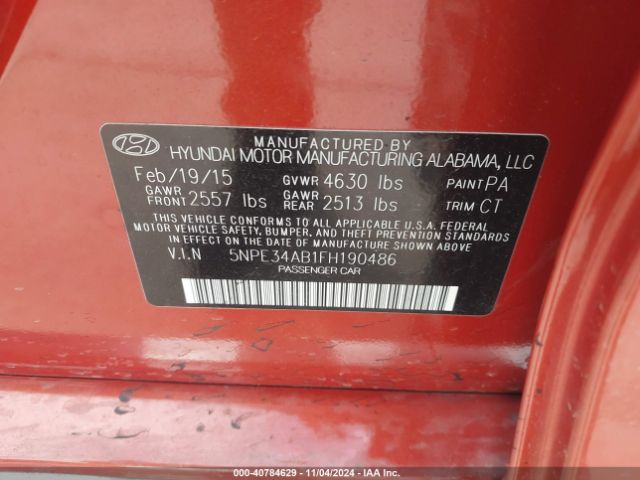 MANUFACTURED BY
HYUNDAI MOTOR MANUFACTURING ALABAMA, LLC
Feb/19/15 GVWR 4630 lbs PAINT PA
GAWR FRONT 2557 lbs GAWR REAR 2513 lbs TRIM CT
THIS VEHICLE CONFORMS TO ALL APPLICABLE U.S.A. FEDERAL
MOTOR VEHICLE SAFETY, BUMPER, AND THEFT PREVENTION STANDARDS
IN EFFECT ON THE DATE OF MANUFACTURE SHOWN ABOVE.
V.I.N 5NPE34AB1FH190486
PASSENGER CAR
000-40784629 - 11/04/2024 - IAA Inc.